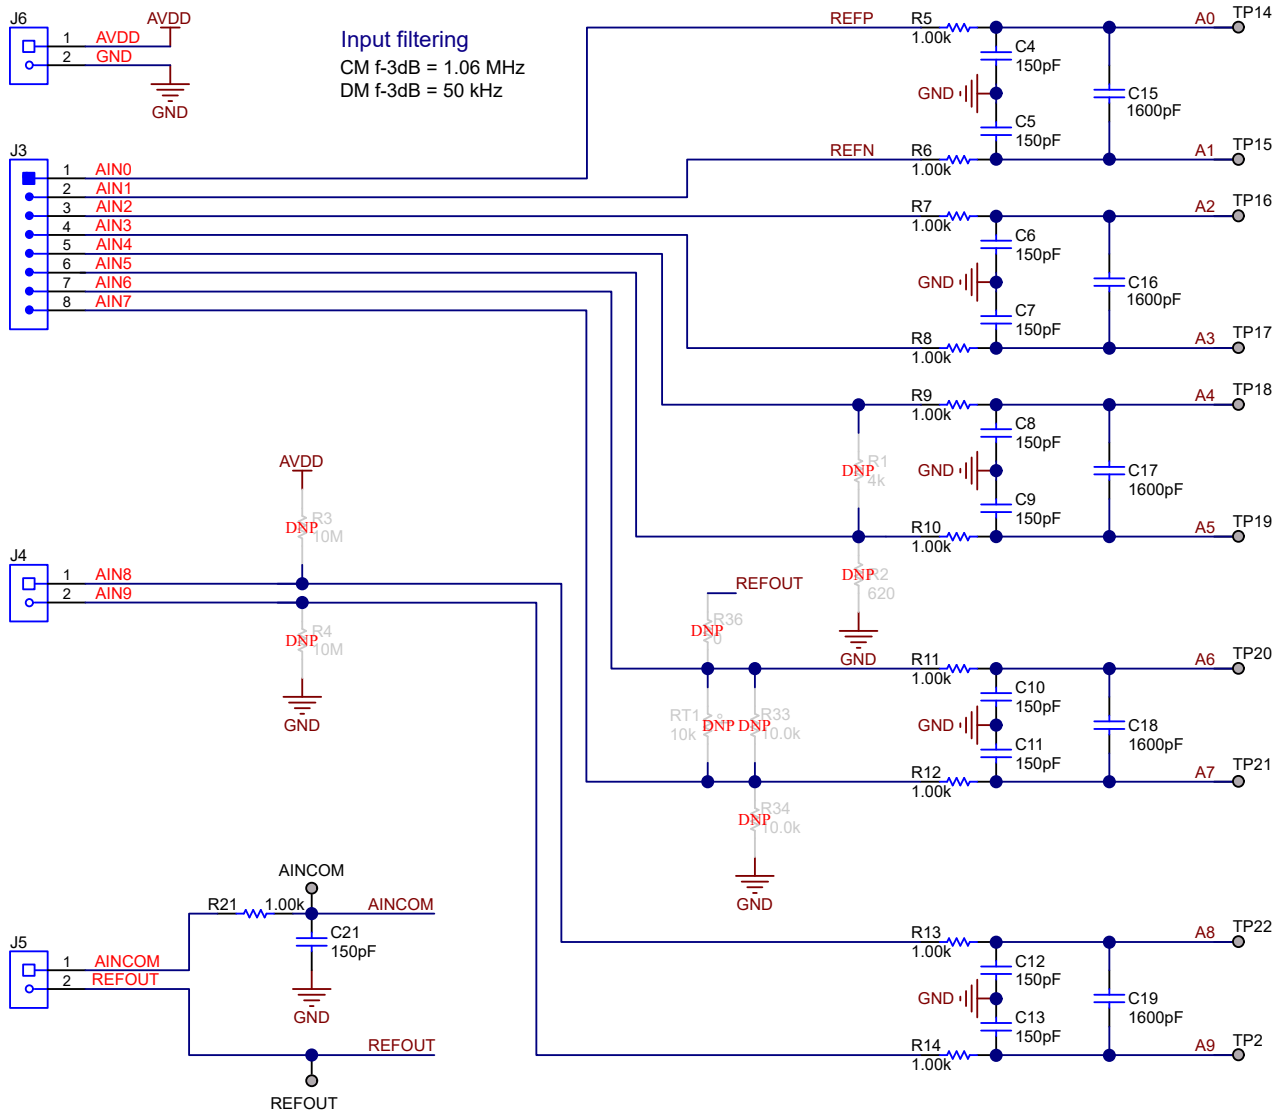 J6
AVDD
1 AVDD
2 GND
GND
Input filtering
CM f-3dB = 1.06 MHz
DM f-3dB = 50 kHz
J3
1 AIN0
2 AIN1
3 AIN2
4 AIN3
5 AIN4
6 AIN5
7 AIN6
8 AIN7
REFP
R5
1.00k
C4
150pF
GND
C5
150pF
C15
1600pF
A0
TP14
REFN
R6
1.00k
A1
TP15
R7
1.00k
C6
150pF
GND
C7
150pF
C16
1600pF
A2
TP16
R8
1.00k
A3
TP17
R9
1.00k
C8
150pF
GND
C9
150pF
C17
1600pF
A4
TP18
R1
DNP
4k
R10
1.00k
A5
TP19
R2
DNP
620
GND
AVDD
R3
DNP
10M
J4
1 AIN8
2 AIN9
R4
DNP
10M
GND
REFOUT
R36
DNP
0
R11
1.00k
C10
150pF
GND
C11
150pF
C18
1600pF
A6
TP20
RT1
10k
DNP
R33
DNP
10.0k
R12
1.00k
A7
TP21
R34
DNP
10.0k
GND
AINCOM
R21 1.00k
AINCOM
C21
150pF
GND
J5
1 AINCOM
2 REFOUT
REFOUT
REFOUT
R13
1.00k
C12
150pF
GND
C13
150pF
C19
1600pF
A8
TP22
R14
1.00k
A9
TP2